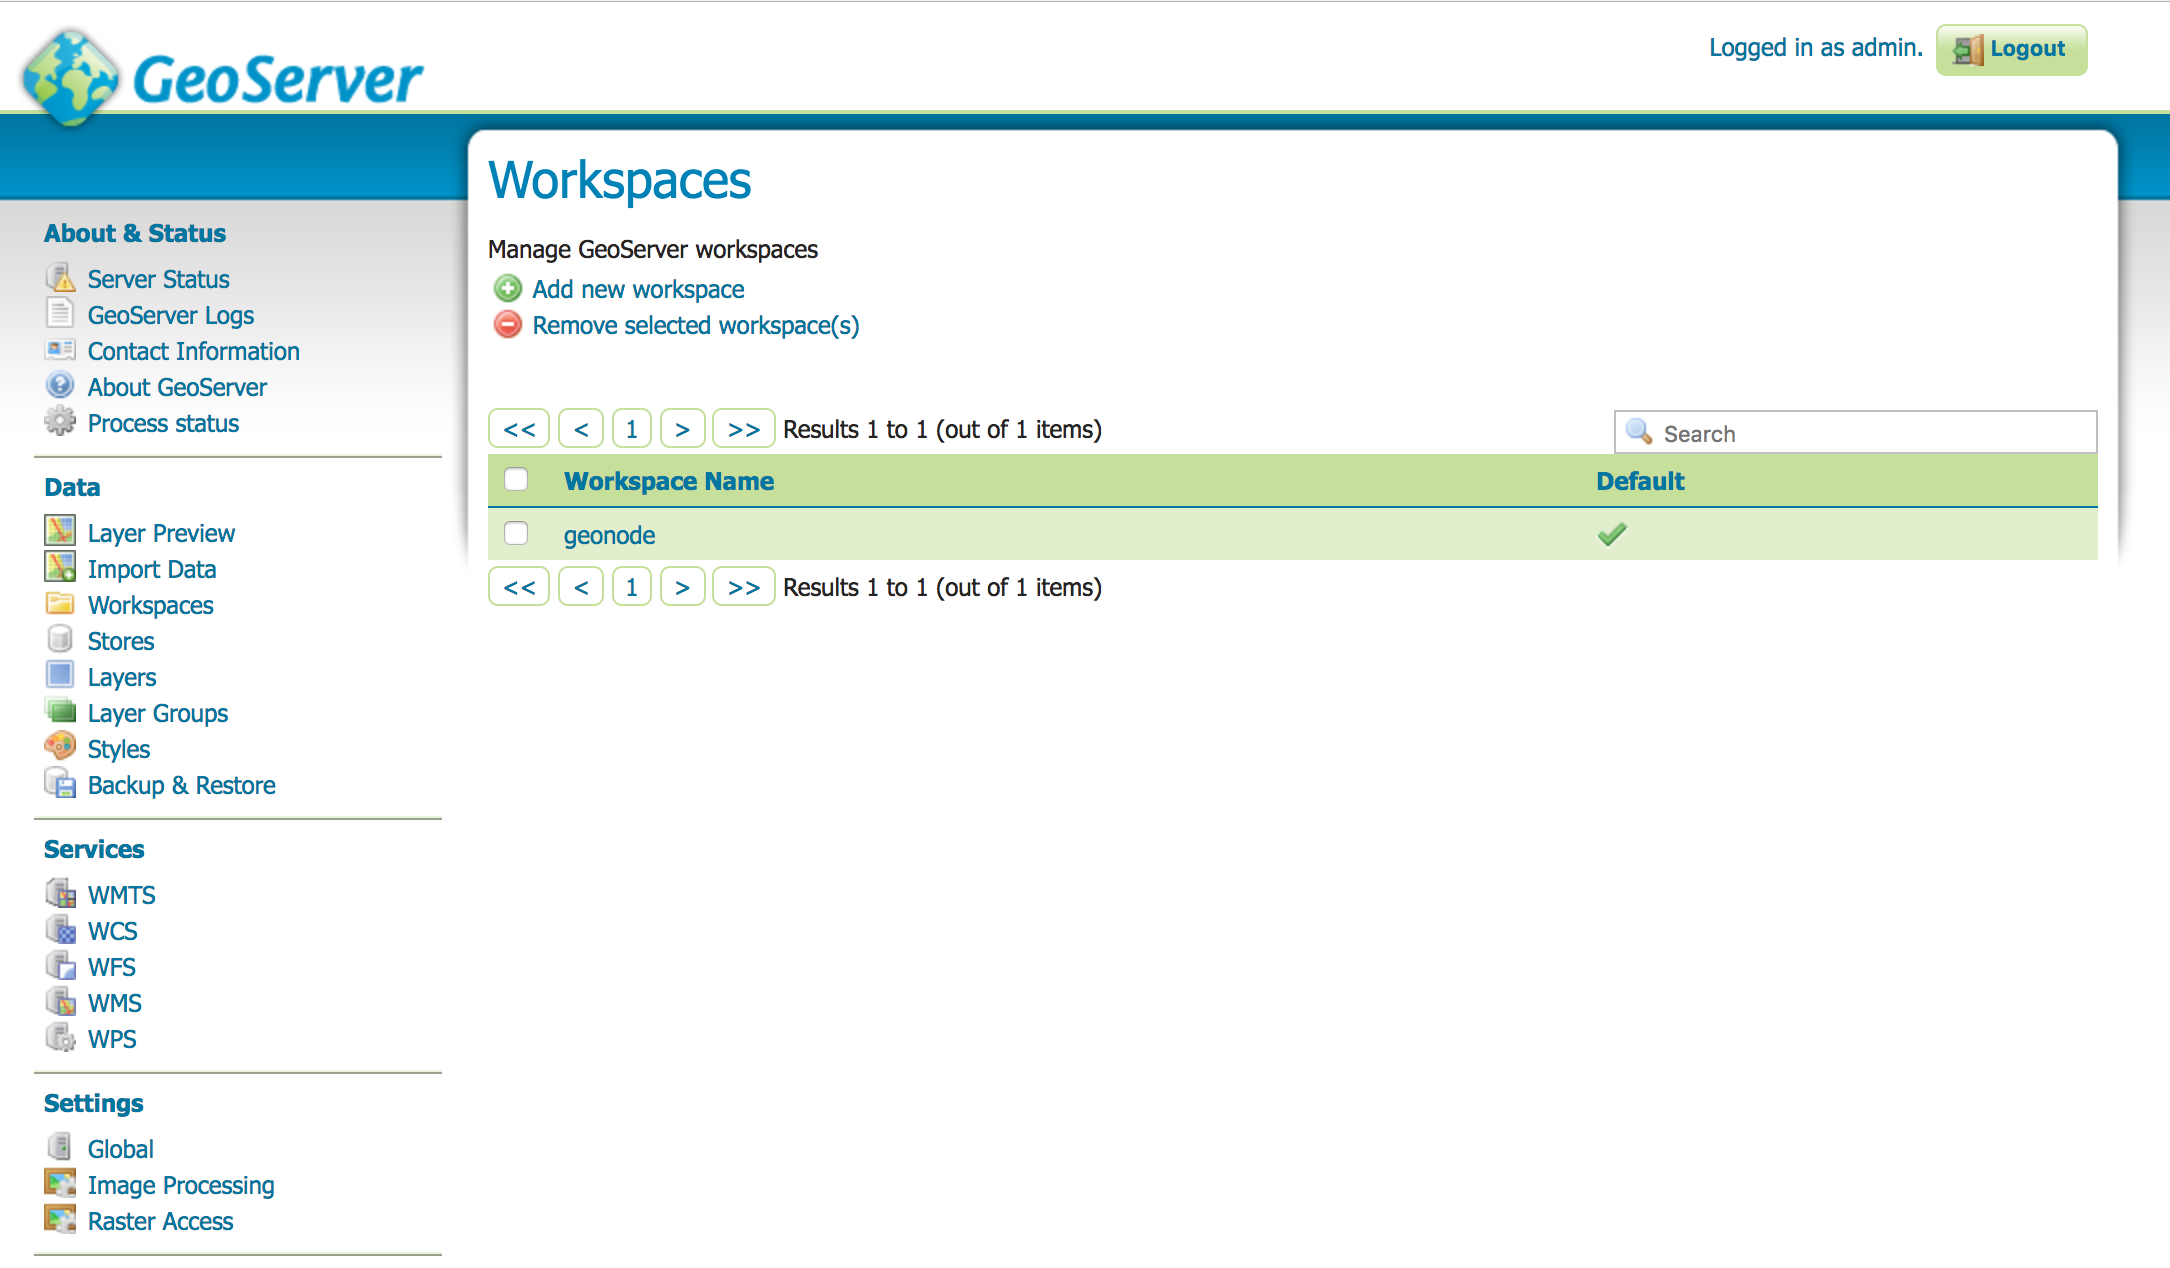 GeoServer
Logged in as admin. Logout
About & Status
Server Status
GeoServer Logs
Contact Information
About GeoServer
Process status
Data
Layer Preview
Import Data
Workspaces
Stores
Layers
Layer Groups
Styles
Backup & Restore
Services
WMTS
WCS
WFS
WMS
WPS
Settings
Global
Image Processing
Raster Access
Workspaces
Manage GeoServer workspaces
Add new workspace
Remove selected workspace(s)
<< < 1 > >> Results 1 to 1 (out of 1 items) Search
Workspace Name Default
geonode
<< < 1 > >> Results 1 to 1 (out of 1 items)